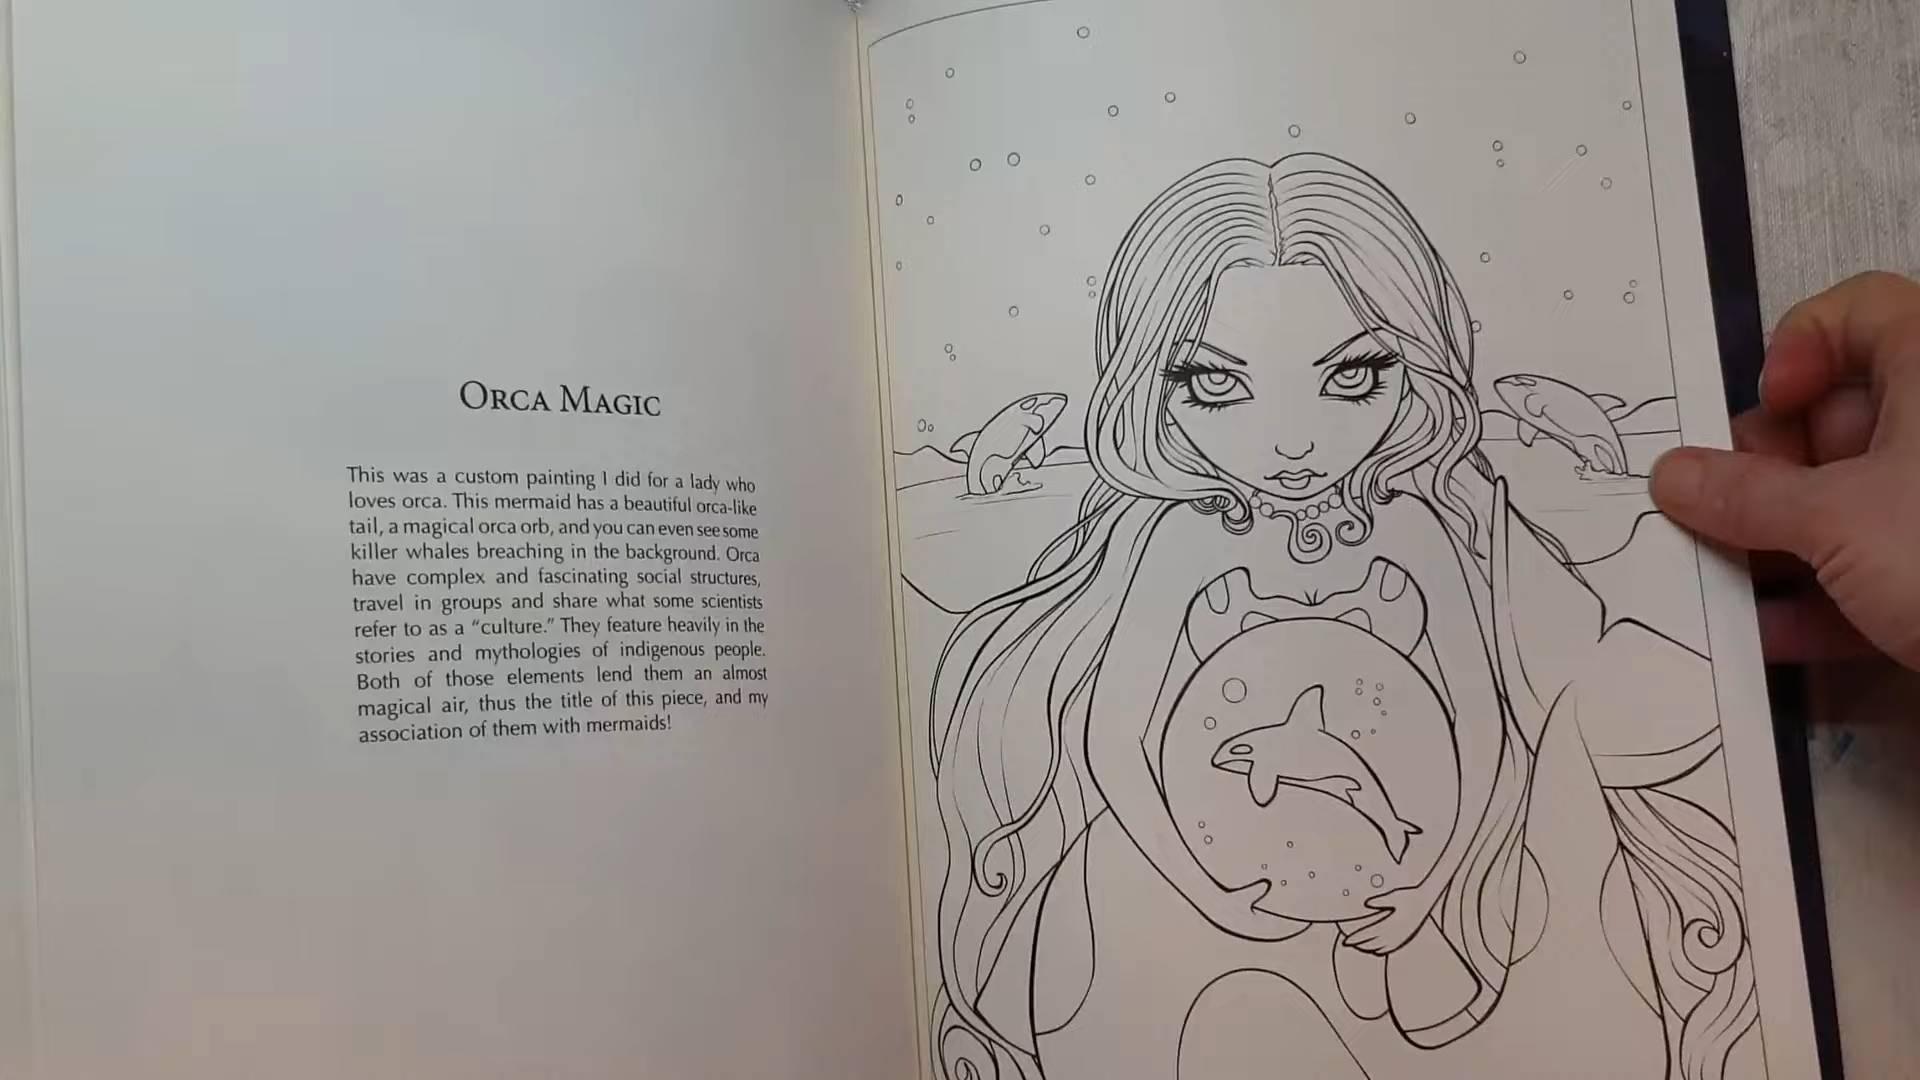 ORCA MAGIC
This was a custom painting I did for a lady who
loves orca. This mermaid has a beautiful orca-like
tail, a magical orca orb, and you can even see some
killer whales breaching in the background. Orca
have complex and fascinating social structures,
travel in groups and share what some scientists
refer to as a “culture.” They feature heavily in the
stories and mythologies of indigenous people.
Both of those elements lend them an almost
magical air, thus the title of this piece, and my
association of them with mermaids!